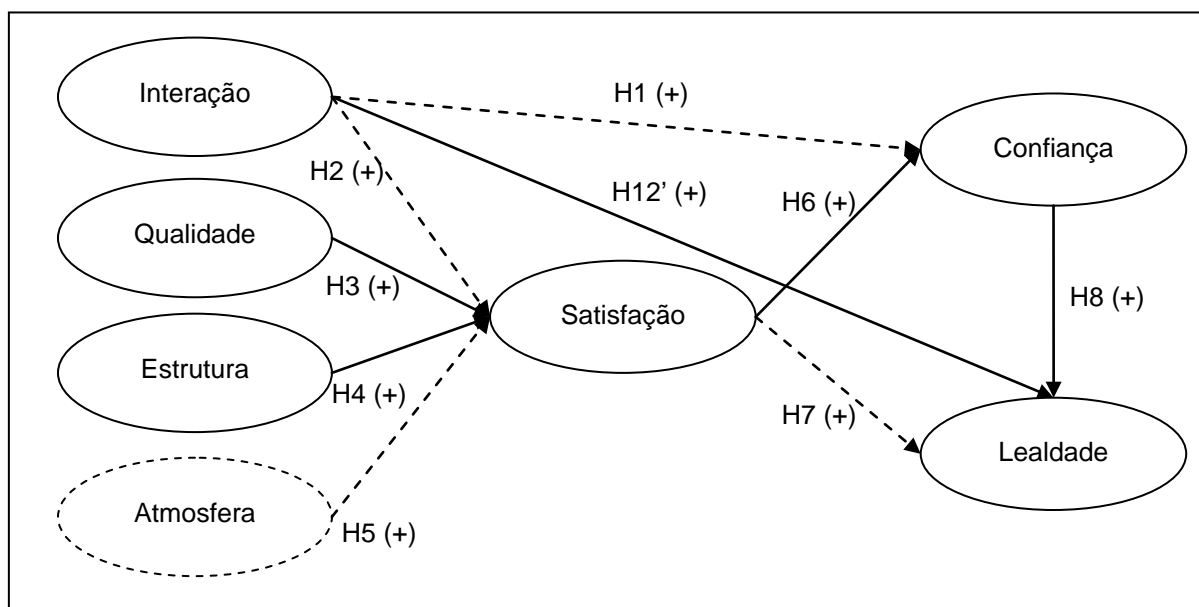 Interação
H1 (+)
Confiança
H2 (+)
H12’ (+)
H6 (+)
Qualidade
H3 (+)
Satisfação
H8 (+)
Estrutura
H4 (+)
H7 (+)
Lealdade
Atmosfera
H5 (+)